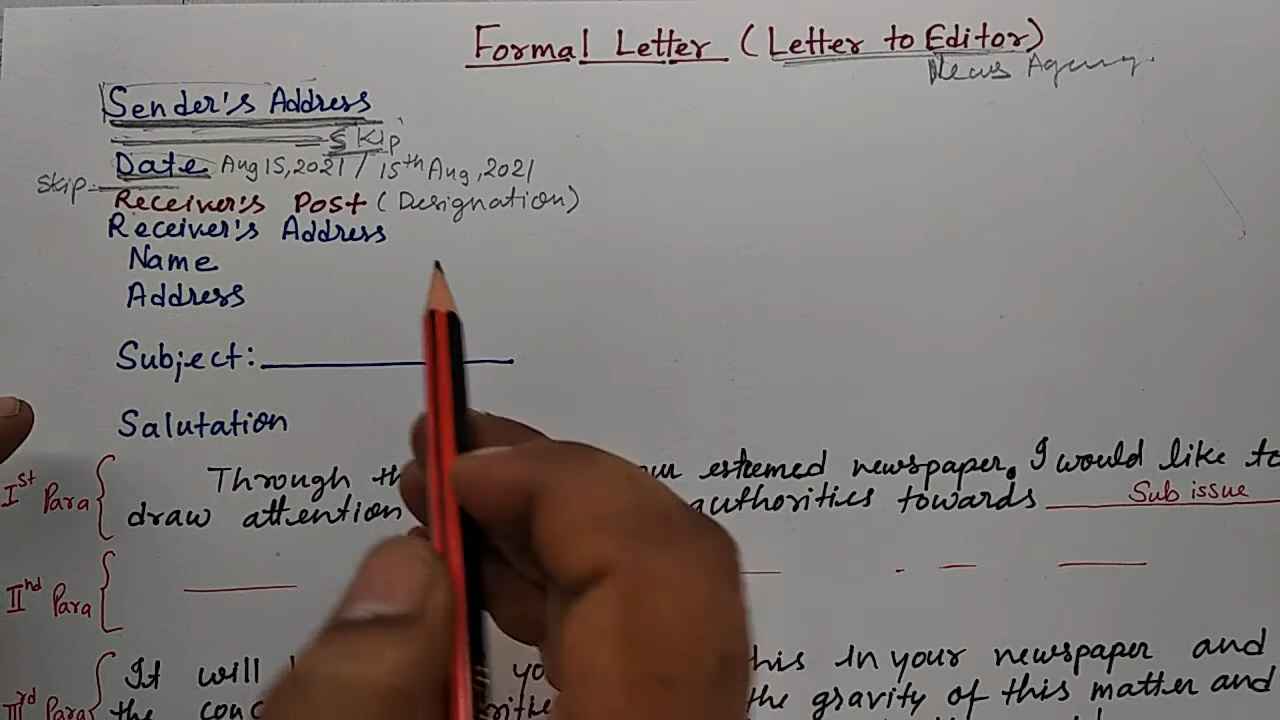 Formal Letter (Letter to Editor)
News Agency.
Sender's Address
Skip
Date Aug 15, 2021 / 15th Aug, 2021
Skip
Receiver's Post (Designation)
Receiver's Address
Name
Address
Subject:
Salutation
Ist Para
Through th esteemed newspaper. I would like to
draw attention authorities towards Sub issue
IInd Para
It will yo this in your newspaper and
IIIrd Para
the conc the gravity of this matter and